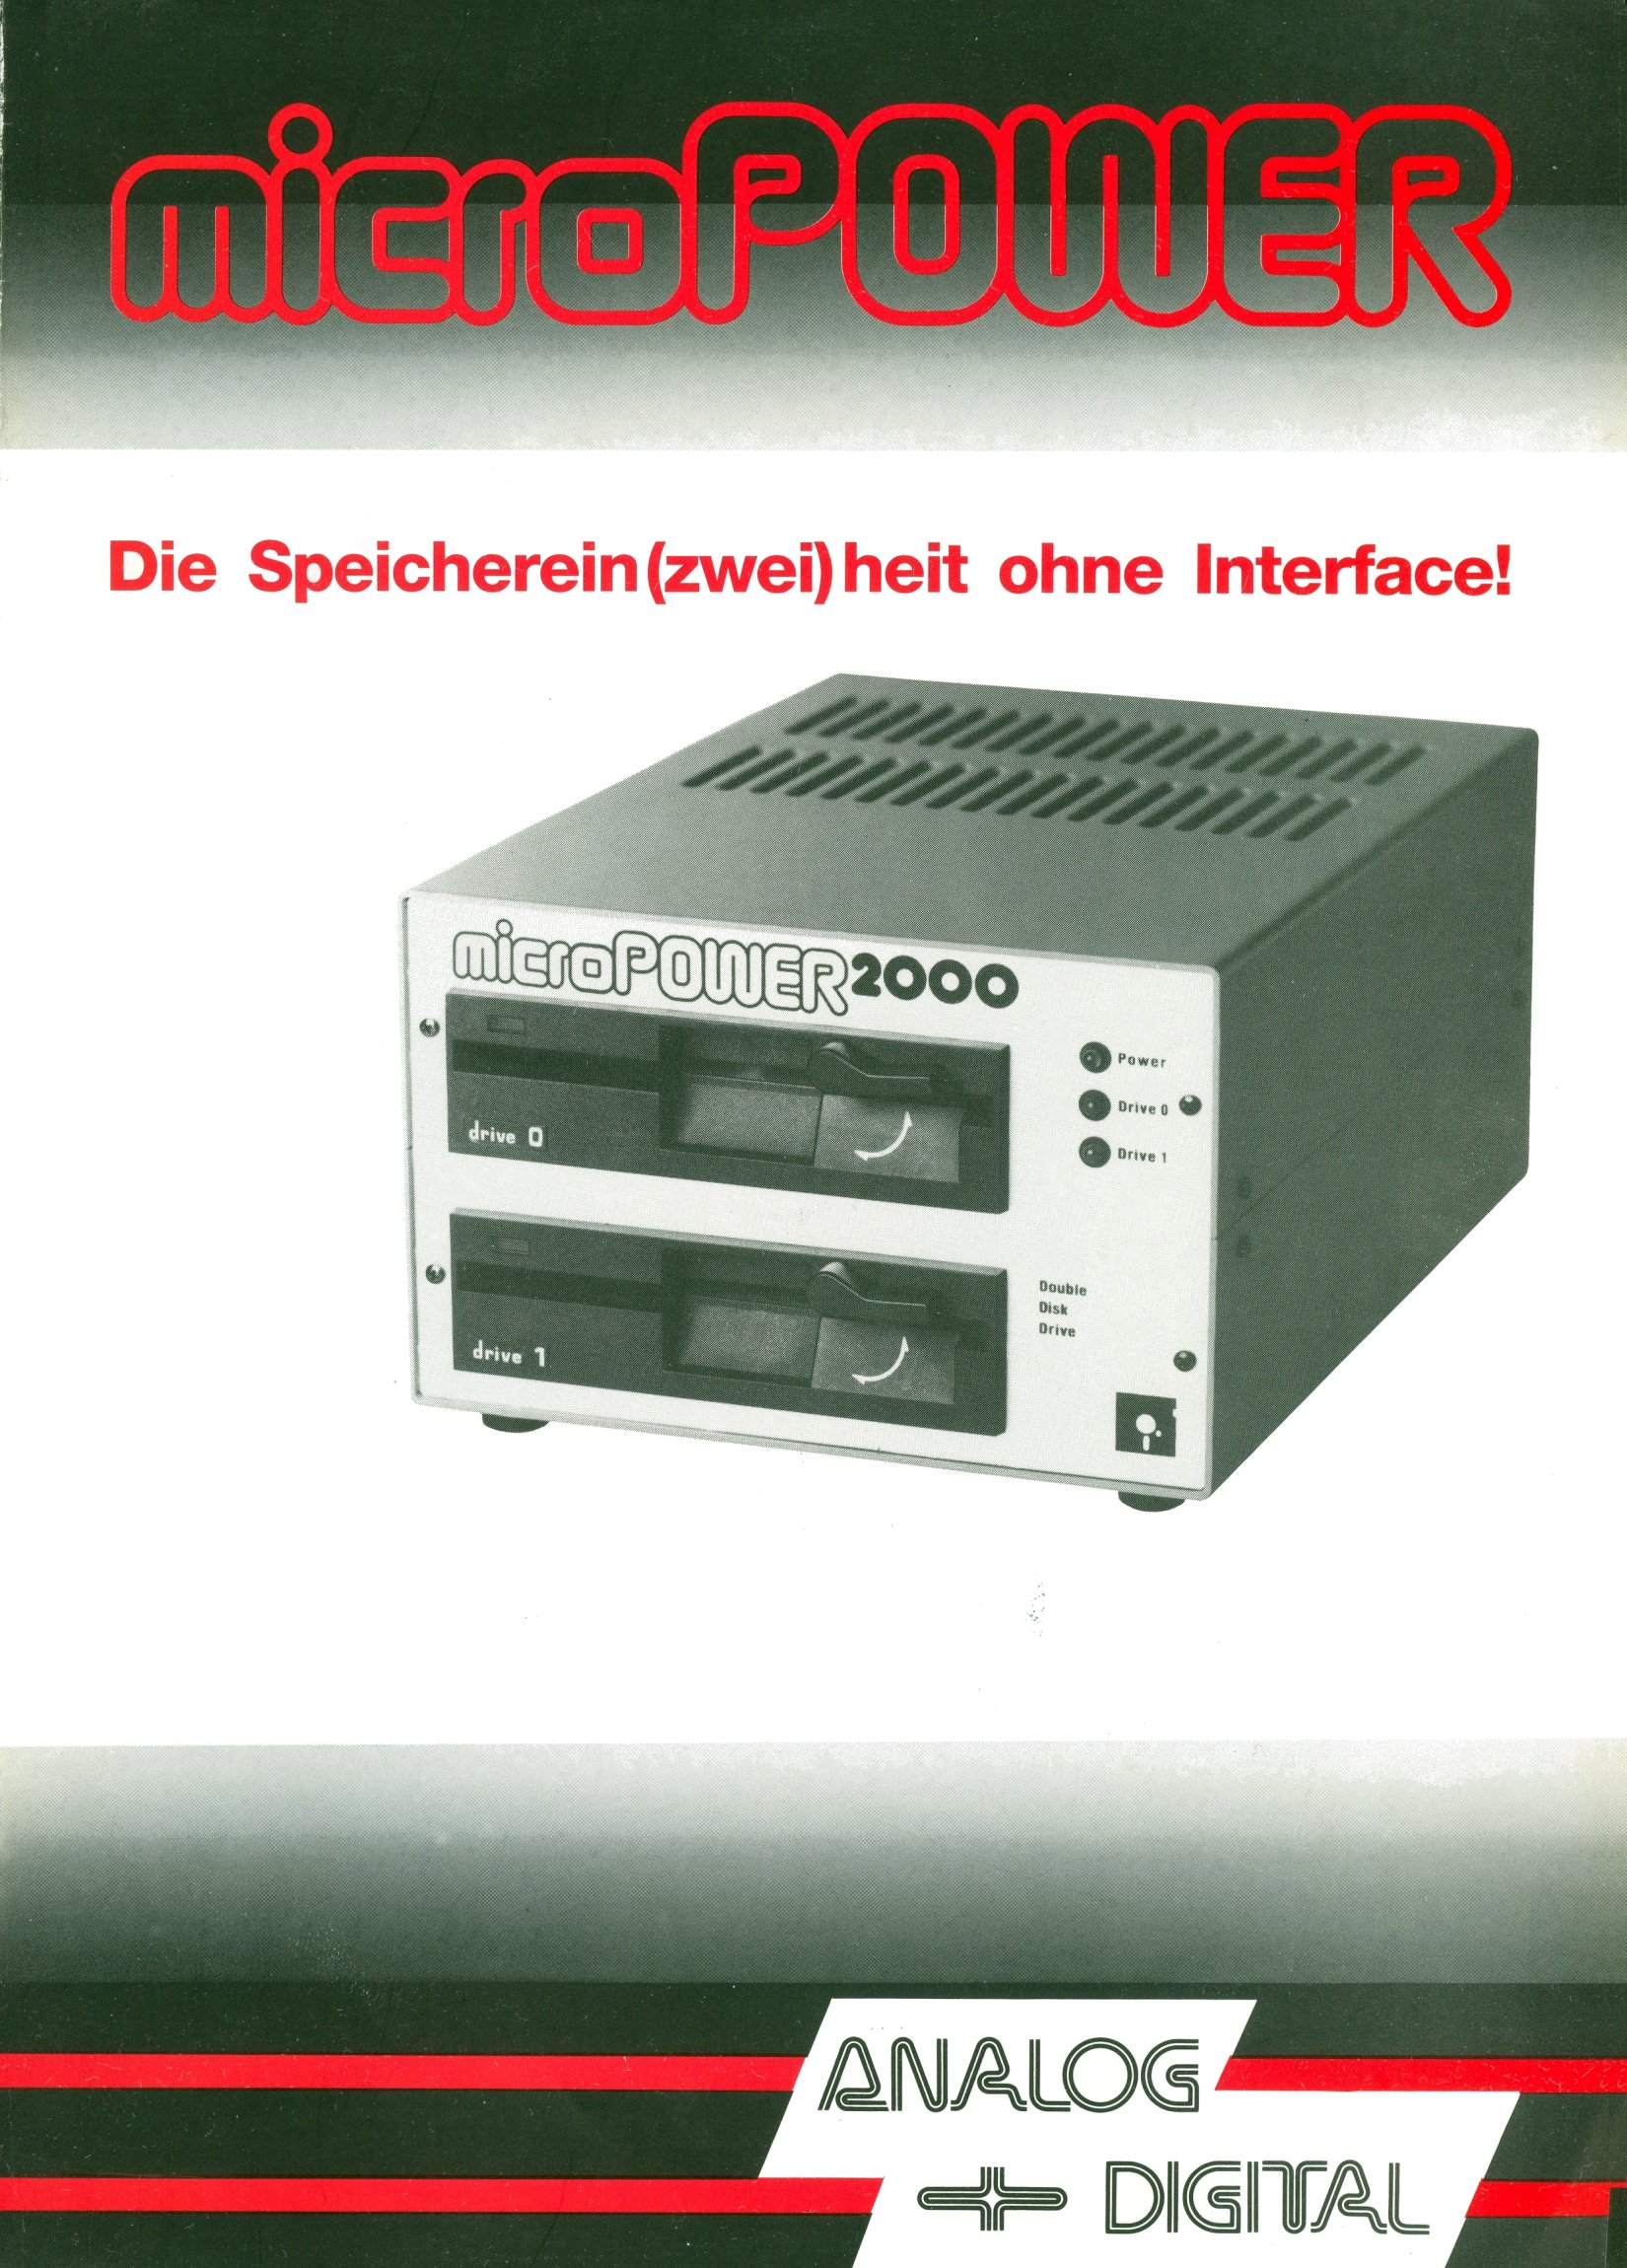 microPOWER
Die Speicherein(zwei)heit ohne Interface!
microPOWER2000
Power
Drive 0
Drive 1
drive 0
Double
Disk
Drive
drive 1
ANALOG
+ DIGITAL